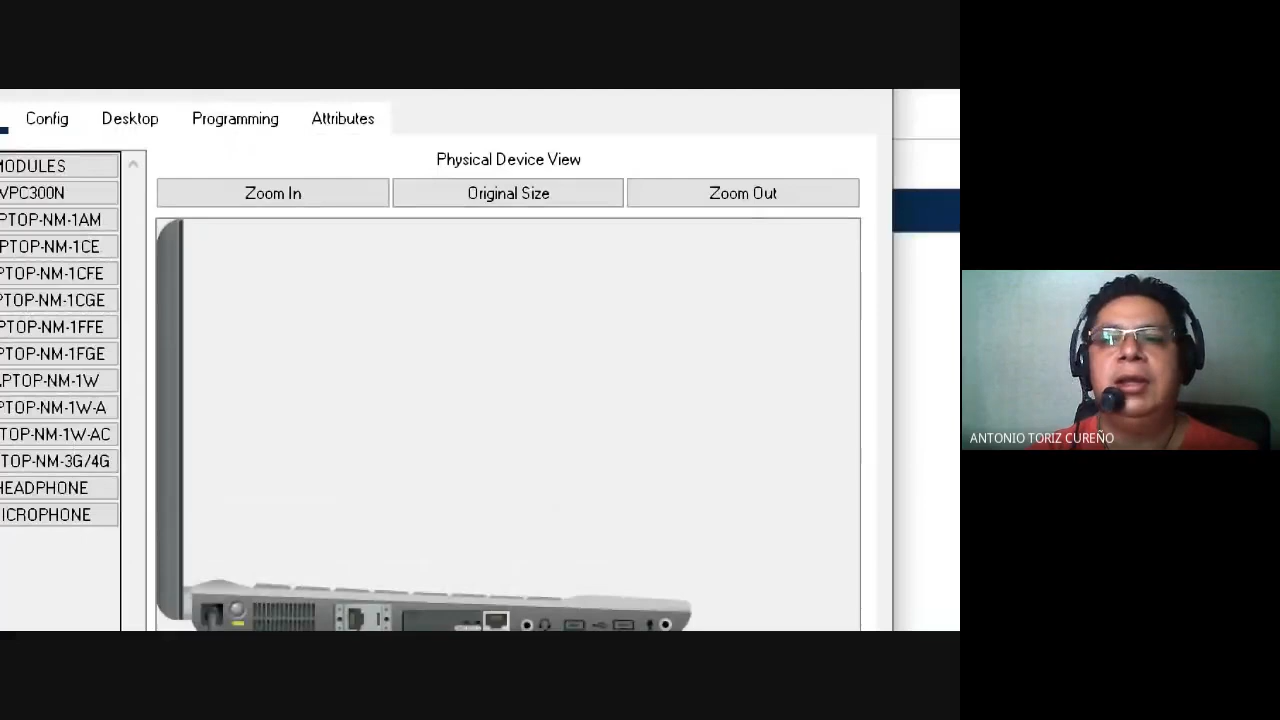 Config Desktop Programming Attributes
MODULES
Physical Device View
VPC300N
Zoom In Original Size Zoom Out
PTOP-NM-1AM
PTOP-NM-1CE
PTOP-NM-1CFE
PTOP-NM-1CGE
PTOP-NM-1FFE
PTOP-NM-1FGE
APTOP-NM-1W
PTOP-NM-1W-A
TOP-NM-1W-AC
TOP-NM-3G/4G
HEADPHONE
ICROPHONE
ANTONIO TORIZ CUREÑO